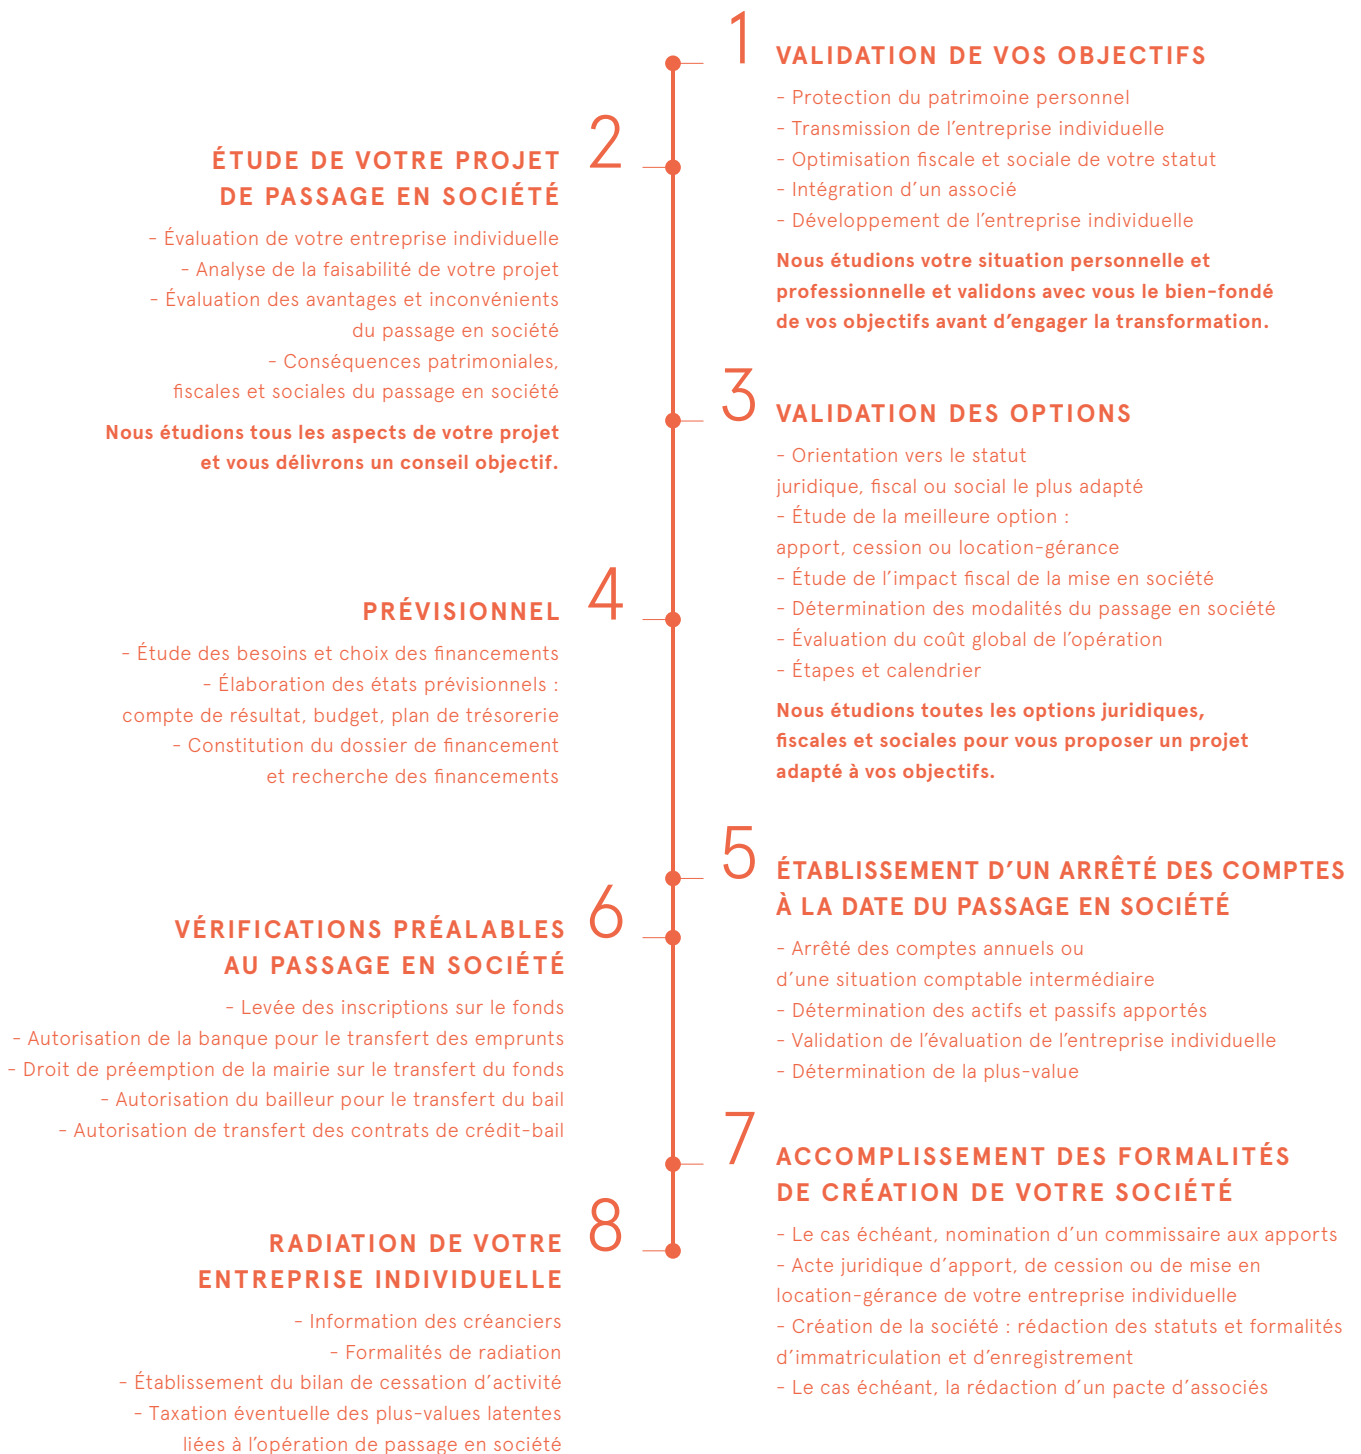 1
VALIDATION DE VOS OBJECTIFS
- Protection du patrimoine personnel
- Transmission de l’entreprise individuelle
- Optimisation fiscale et sociale de votre statut
- Intégration d’un associé
- Développement de l’entreprise individuelle
Nous étudions votre situation personnelle et
professionnelle et validons avec vous le bien-fondé
de vos objectifs avant d’engager la transformation.
2
ÉTUDE DE VOTRE PROJET
DE PASSAGE EN SOCIÉTÉ
- Évaluation de votre entreprise individuelle
- Analyse de la faisabilité de votre projet
- Évaluation des avantages et inconvénients
du passage en société
- Conséquences patrimoniales,
fiscales et sociales du passage en société
Nous étudions tous les aspects de votre projet
et vous délivrons un conseil objectif.
3
VALIDATION DES OPTIONS
- Orientation vers le statut
juridique, fiscal ou social le plus adapté
- Étude de la meilleure option :
apport, cession ou location-gérance
- Étude de l’impact fiscal de la mise en société
- Détermination des modalités du passage en société
- Évaluation du coût global de l’opération
- Étapes et calendrier
Nous étudions toutes les options juridiques,
fiscales et sociales pour vous proposer un projet
adapté à vos objectifs.
4
PRÉVISIONNEL
- Étude des besoins et choix des financements
- Élaboration des états prévisionnels :
compte de résultat, budget, plan de trésorerie
- Constitution du dossier de financement
et recherche des financements
5
ÉTABLISSEMENT D’UN ARRÊTÉ DES COMPTES
À LA DATE DU PASSAGE EN SOCIÉTÉ
- Arrêté des comptes annuels ou
d’une situation comptable intermédiaire
- Détermination des actifs et passifs apportés
- Validation de l’évaluation de l’entreprise individuelle
- Détermination de la plus-value
6
VÉRIFICATIONS PRÉALABLES
AU PASSAGE EN SOCIÉTÉ
- Levée des inscriptions sur le fonds
- Autorisation de la banque pour le transfert des emprunts
- Droit de préemption de la mairie sur le transfert du fonds
- Autorisation du bailleur pour le transfert du bail
- Autorisation de transfert des contrats de crédit-bail
7
ACCOMPLISSEMENT DES FORMALITÉS
DE CRÉATION DE VOTRE SOCIÉTÉ
- Le cas échéant, nomination d’un commissaire aux apports
- Acte juridique d’apport, de cession ou de mise en
location-gérance de votre entreprise individuelle
- Création de la société : rédaction des statuts et formalités
d’immatriculation et d’enregistrement
- Le cas échéant, la rédaction d’un pacte d’associés
8
RADIATION DE VOTRE
ENTREPRISE INDIVIDUELLE
- Information des créanciers
- Formalités de radiation
- Établissement du bilan de cessation d’activité
- Taxation éventuelle des plus-values latentes
liées à l’opération de passage en société